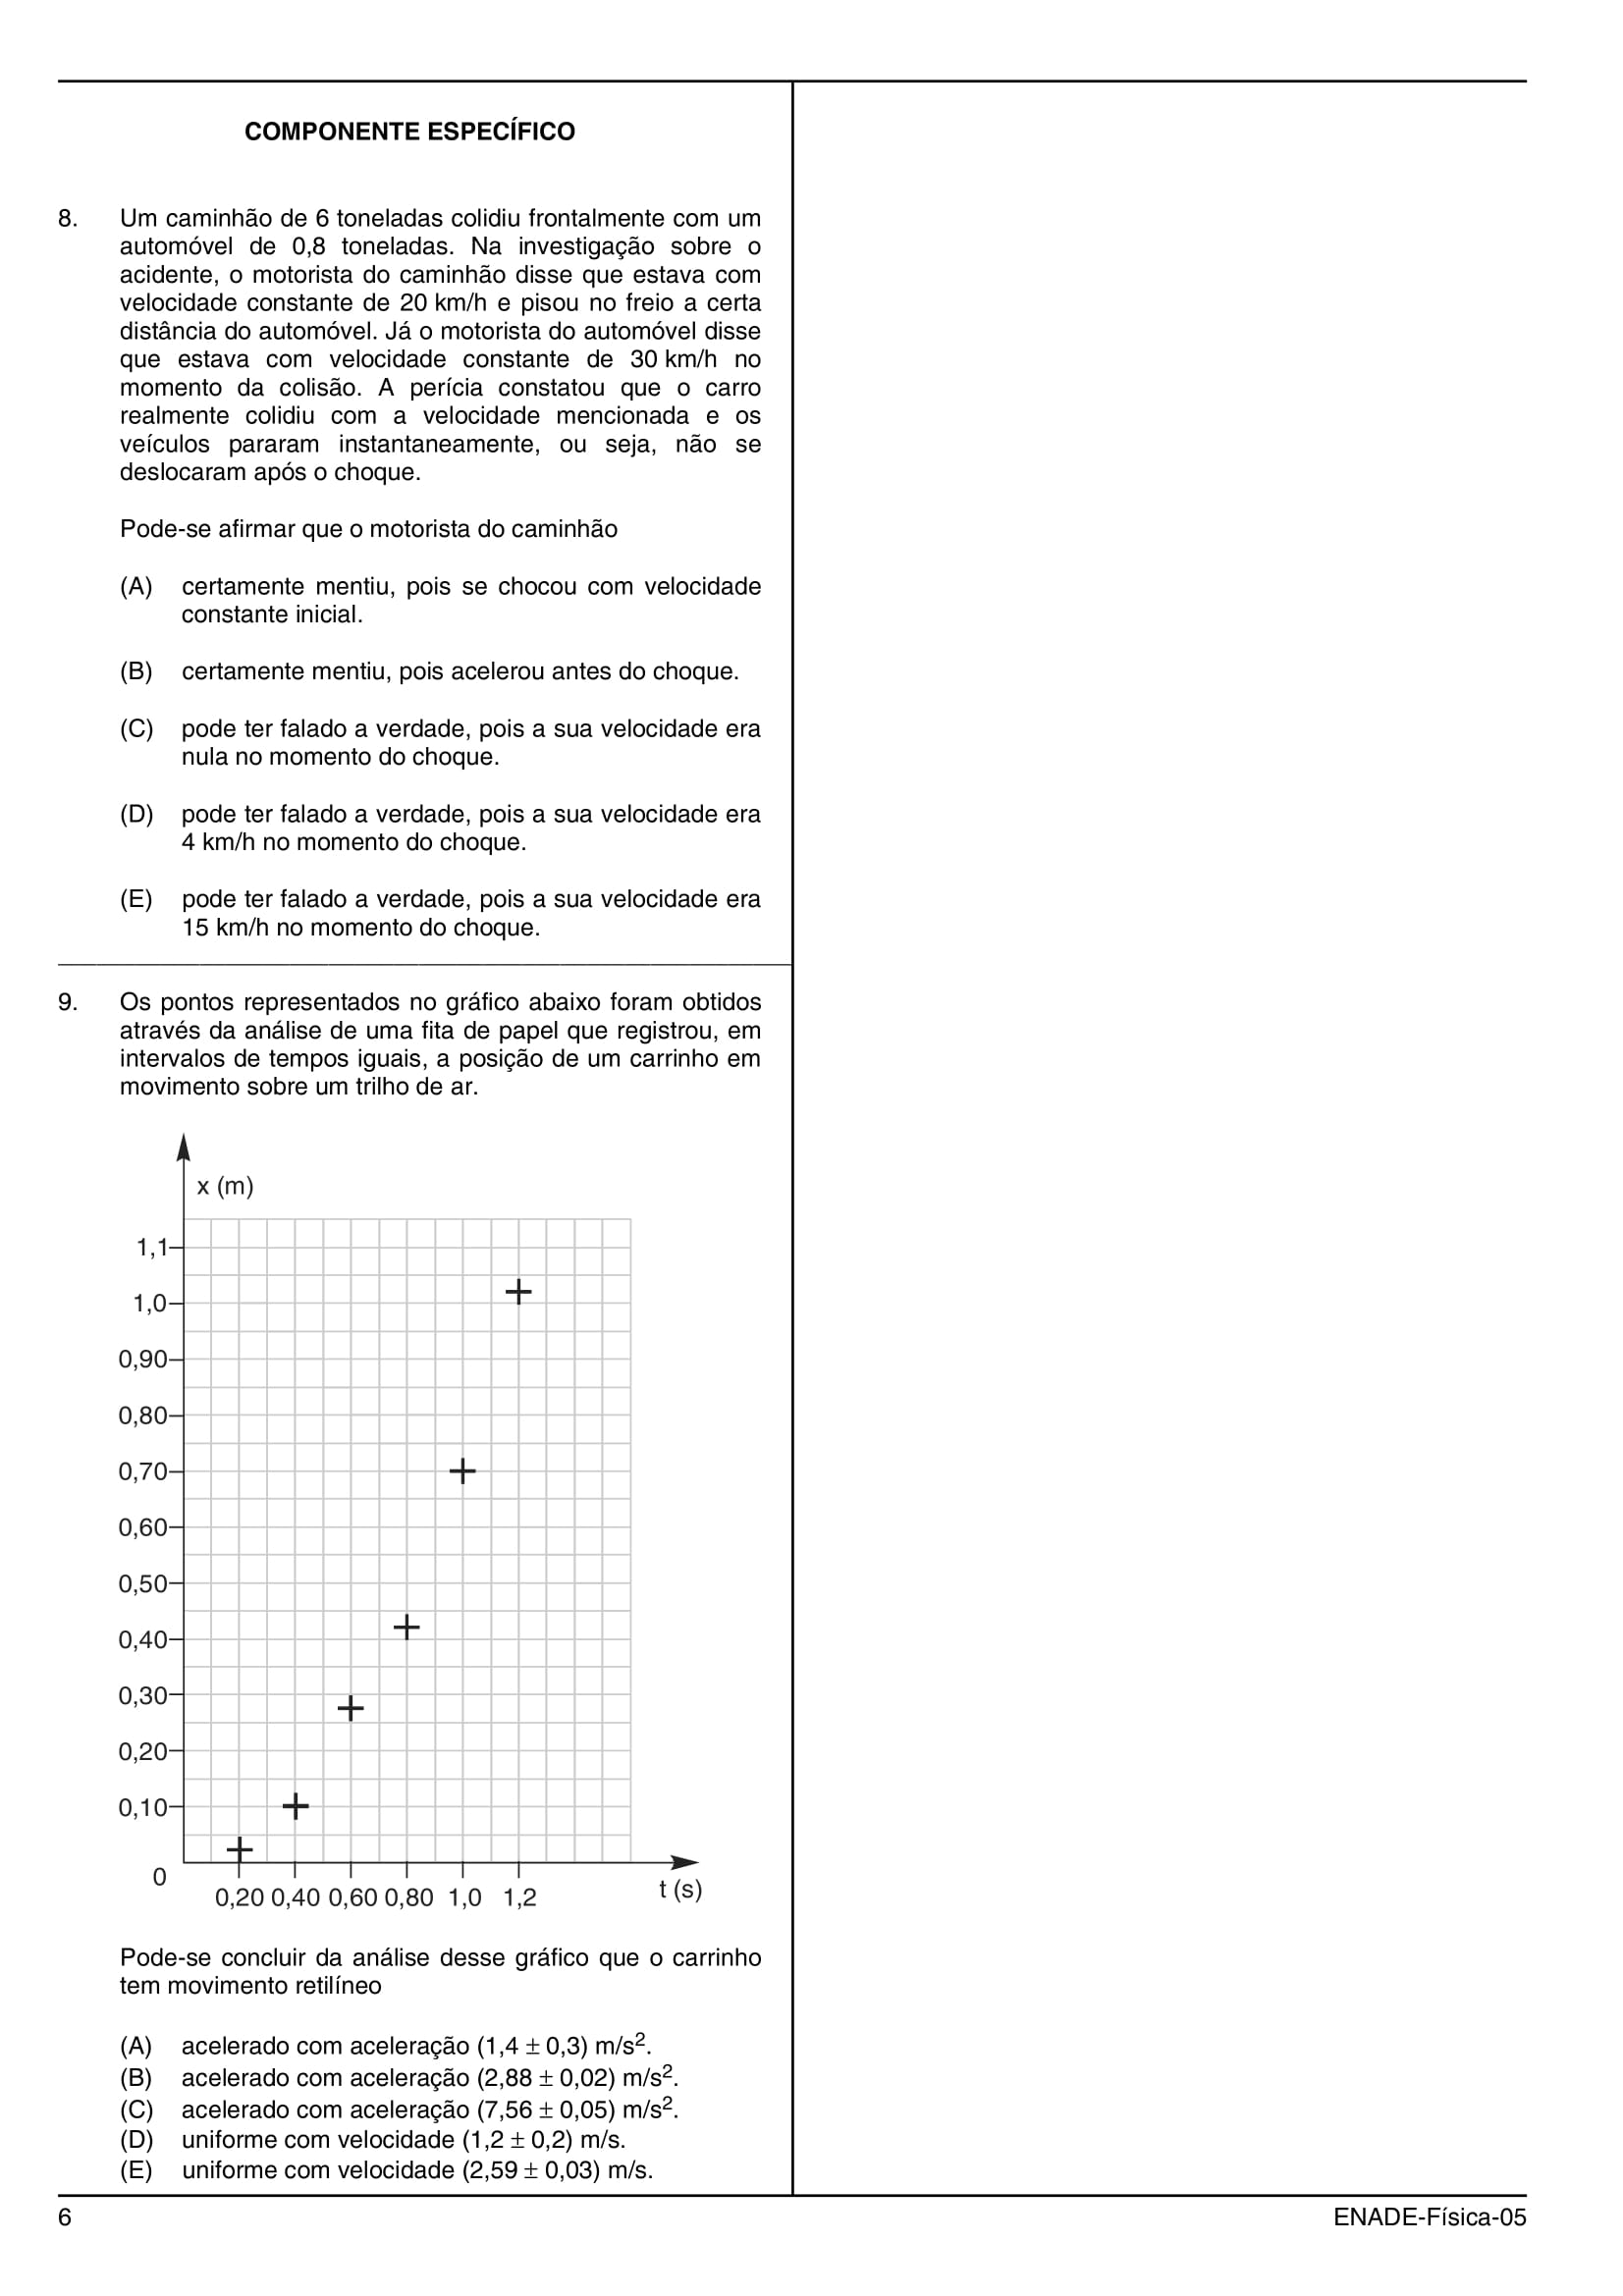 COMPONENTE ESPECÍFICO
8. Um caminhão de 6 toneladas colidiu frontalmente com um
automóvel de 0,8 toneladas. Na investigação sobre o
acidente, o motorista do caminhão disse que estava com
velocidade constante de 20 km/h e pisou no freio a certa
distância do automóvel. Já o motorista do automóvel disse
que estava com velocidade constante de 30 km/h no
momento da colisão. A perícia constatou que o carro
realmente colidiu com a velocidade mencionada e os
veículos pararam instantaneamente, ou seja, não se
deslocaram após o choque.
Pode-se afirmar que o motorista do caminhão
(A) certamente mentiu, pois se chocou com velocidade
constante inicial.
(B) certamente mentiu, pois acelerou antes do choque.
(C) pode ter falado a verdade, pois a sua velocidade era
nula no momento do choque.
(D) pode ter falado a verdade, pois a sua velocidade era
4 km/h no momento do choque.
(E) pode ter falado a verdade, pois a sua velocidade era
15 km/h no momento do choque.
9. Os pontos representados no gráfico abaixo foram obtidos
através da análise de uma fita de papel que registrou, em
intervalos de tempos iguais, a posição de um carrinho em
movimento sobre um trilho de ar.
x (m)
1,1
1,0
0,90
0,80
0,70
0,60
0,50
0,40
0,30
0,20
0,10
0
0,20 0,40 0,60 0,80 1,0 1,2
t (s)
Pode-se concluir da análise desse gráfico que o carrinho
tem movimento retilíneo
(A) acelerado com aceleração (1,4 ± 0,3) m/s².
(B) acelerado com aceleração (2,88 ± 0,02) m/s².
(C) acelerado com aceleração (7,56 ± 0,05) m/s².
(D) uniforme com velocidade (1,2 ± 0,2) m/s.
(E) uniforme com velocidade (2,59 ± 0,03) m/s.
6 ENADE-Física-05